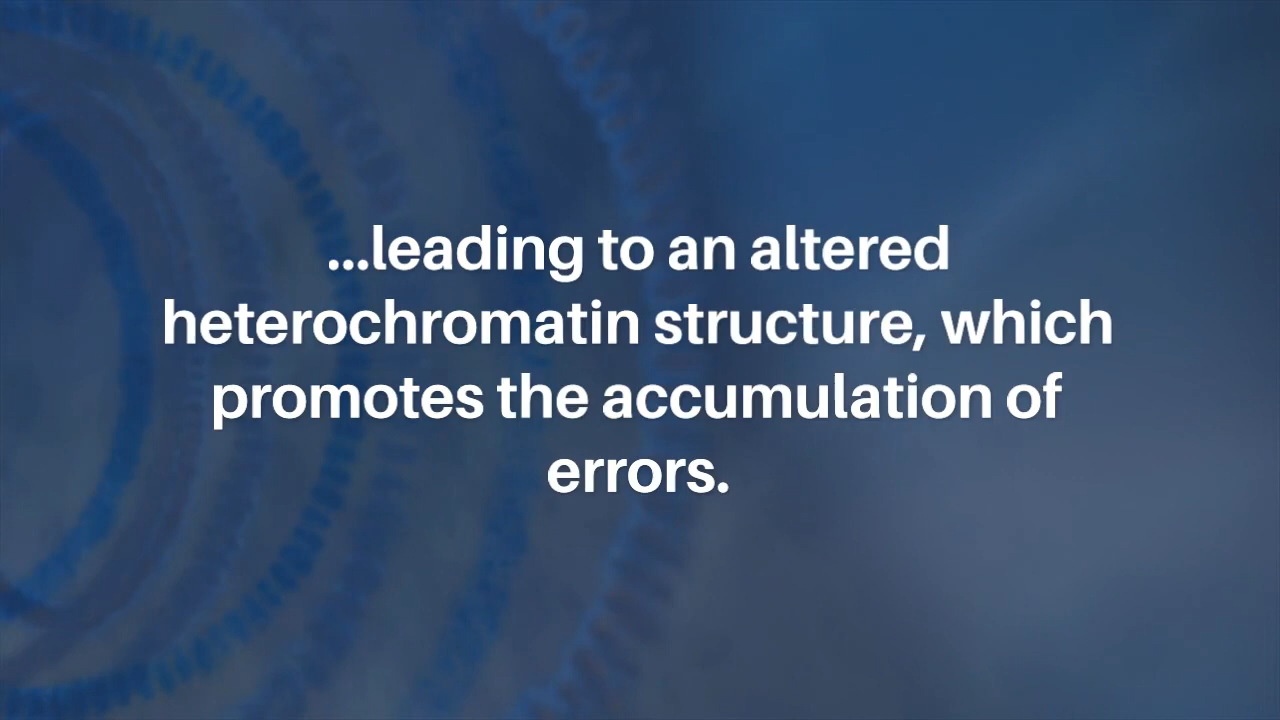 ...leading to an altered
heterochromatin structure, which
promotes the accumulation of
errors.